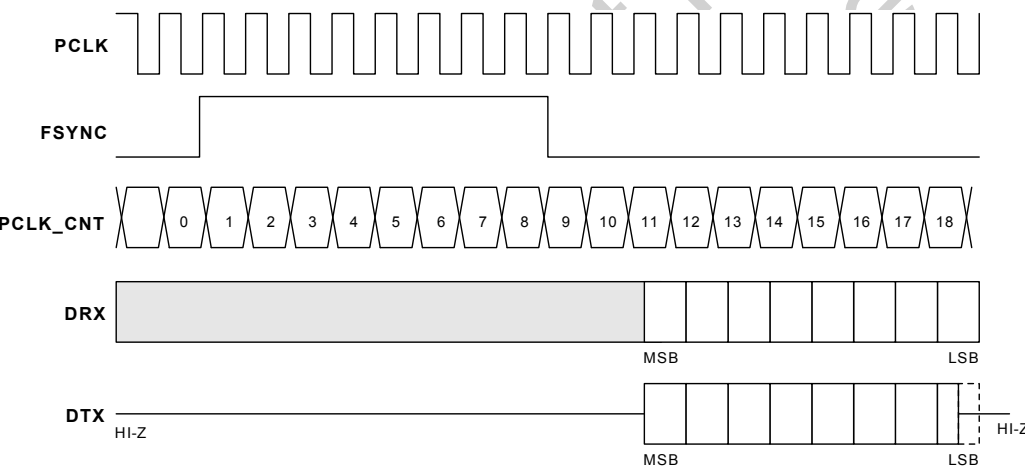 PCLK
FSYNC
PCLK_CNT 0 1 2 3 4 5 6 7 8 9 10 11 12 13 14 15 16 17 18
DRX
MSB LSB
DTX
HI-Z HI-Z
MSB LSB